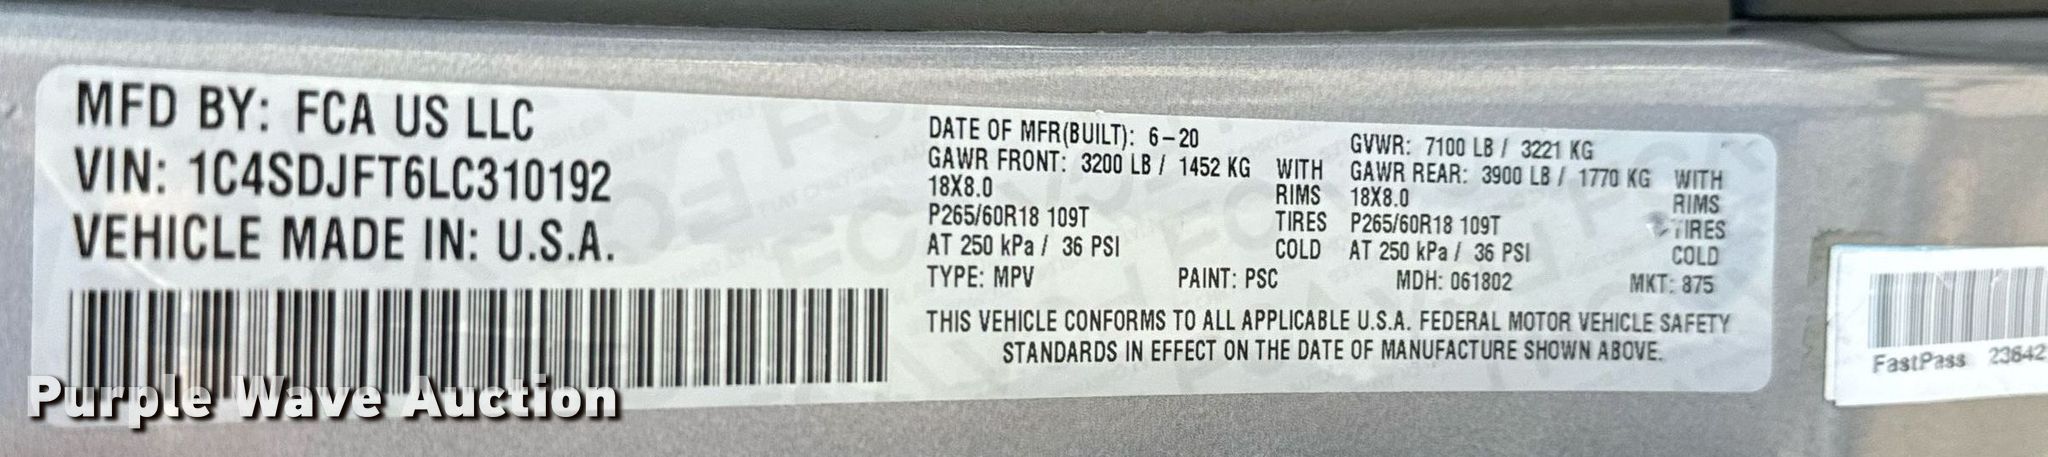 MFD BY: FCA US LLC
VIN: 1C4SDJFT6LC310192
VEHICLE MADE IN: U.S.A.
DATE OF MFR(BUILT): 6-20
GVWR: 7100 LB / 3221 KG
GAWR FRONT: 3200 LB / 1452 KG WITH
GAWR REAR: 3900 LB / 1770 KG WITH
18X8.0 RIMS
18X8.0 RIMS
P265/60R18 109T TIRES
P265/60R18 109T TIRES
AT 250 kPa / 36 PSI COLD
AT 250 kPa / 36 PSI COLD
TYPE: MPV PAINT: PSC MDH: 061802 MKT: 875
THIS VEHICLE CONFORMS TO ALL APPLICABLE U.S.A. FEDERAL MOTOR VEHICLE SAFETY
STANDARDS IN EFFECT ON THE DATE OF MANUFACTURE SHOWN ABOVE.
FastPass 23642
Purple Wave Auction